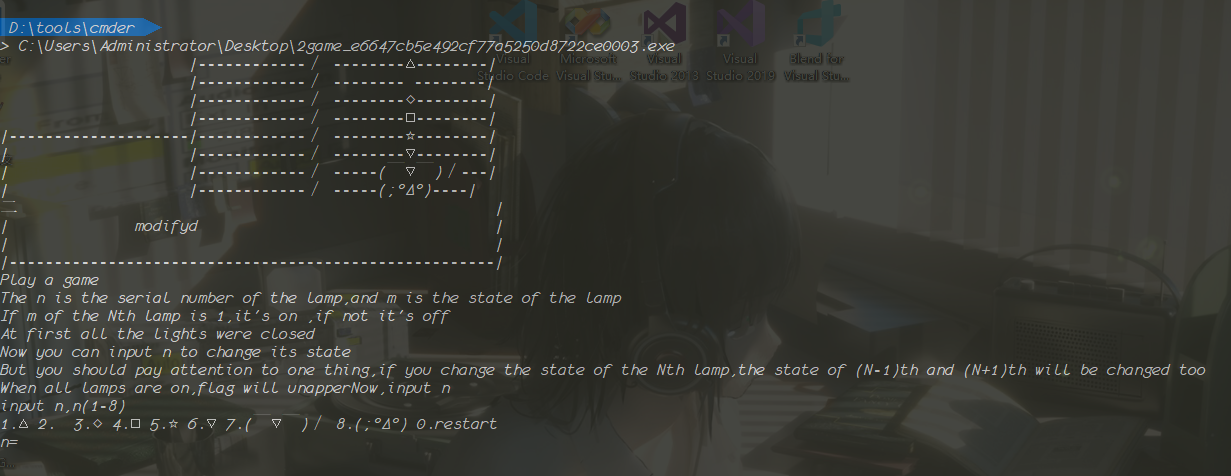 D:\tools\cmder
> C:\Users\Administrator\Desktop\2game_e6647cb5e492cf77a5250d8722ce0003.exe
Visual Studio Code
Microsoft Visual Stu...
Visual Studio 2013
Visual Studio 2019
Blend for Visual Stu...
|------------ / --------△--------|
|------------   --------  --------|
|------------ / --------◇--------|
|------------ / --------□--------|
|--------------------|------------ / --------☆--------|
|                    |------------ / --------▽--------|
|                    |------------ / -----(  ▽  )/---|
|                    |------------ / -----(;°Δ°)----|
|
| modifyd |
| |
|------------------------------------------------------|
Play a game
The n is the serial number of the lamp,and m is the state of the lamp
If m of the Nth lamp is 1,it's on ,if not it's off
At first all the lights were closed
Now you can input n to change its state
But you should pay attention to one thing,if you change the state of the Nth lamp,the state of (N-1)th and (N+1)th will be changed too
When all lamps are on,flag will unapperNow,input n
input n,n(1-8)
1.△ 2.  3.◇ 4.□ 5.☆ 6.▽ 7.(￣▽￣)/ 8.(;°Δ°) 0.restart
n=